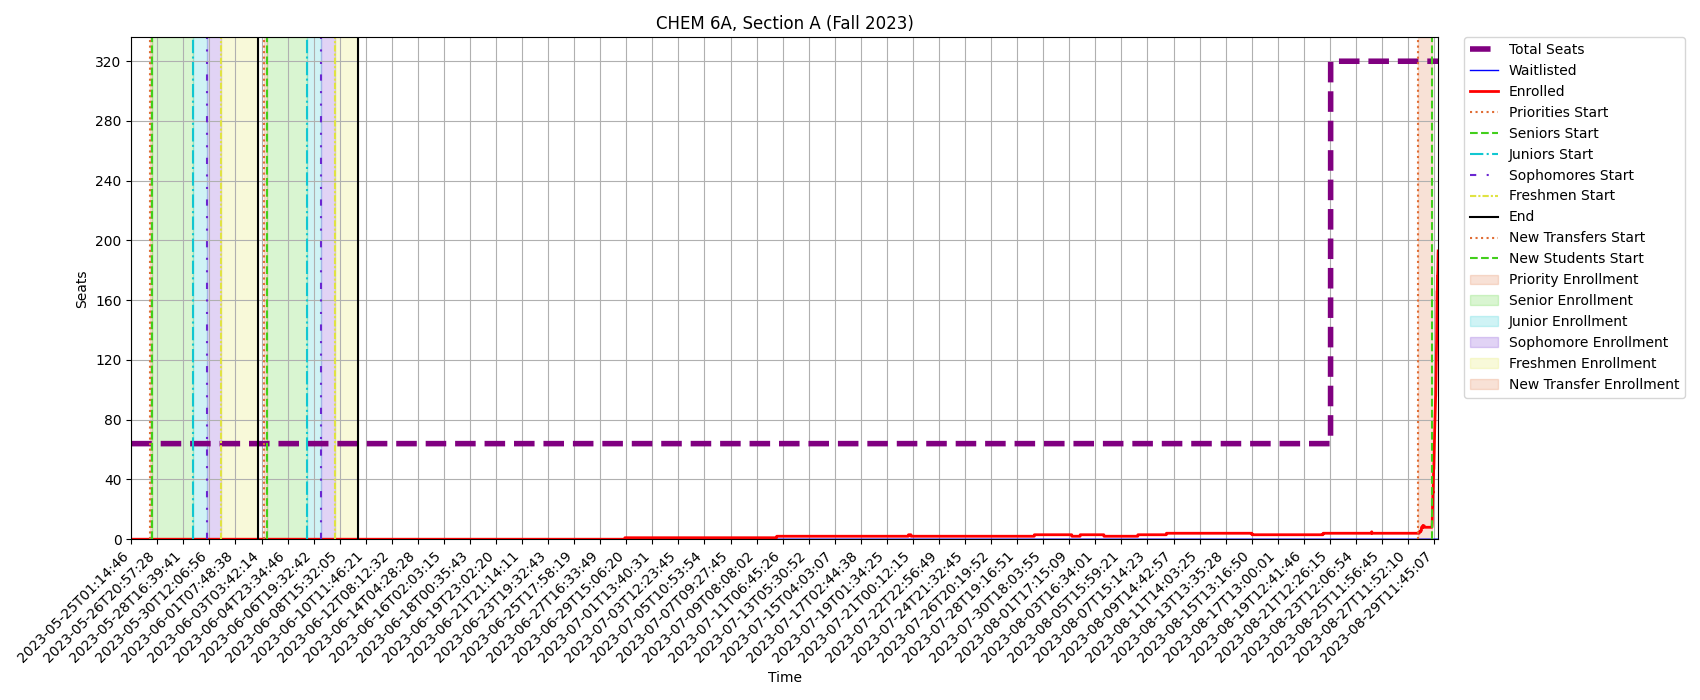 CHEM 6A, Section A (Fall 2023)
Seats
320
280
240
200
160
120
80
40
0
2023-05-25T01:14:46
2023-05-26T20:57:28
2023-05-28T16:39:41
2023-05-30T12:06:56
2023-06-01T07:48:38
2023-06-03T03:42:14
2023-06-04T23:34:46
2023-06-06T19:32:42
2023-06-08T15:32:05
2023-06-10T11:46:21
2023-06-12T08:12:32
2023-06-14T04:28:28
2023-06-16T02:03:15
2023-06-18T00:35:43
2023-06-19T23:02:20
2023-06-21T21:14:11
2023-06-23T19:32:43
2023-06-25T17:58:19
2023-06-27T16:33:49
2023-06-29T15:06:20
2023-07-01T13:40:31
2023-07-03T12:23:45
2023-07-05T10:53:54
2023-07-07T09:27:45
2023-07-09T08:08:02
2023-07-11T06:45:26
2023-07-13T05:30:52
2023-07-15T04:03:07
2023-07-17T02:44:38
2023-07-19T01:34:25
2023-07-21T00:12:15
2023-07-22T22:56:49
2023-07-24T21:32:45
2023-07-26T20:19:52
2023-07-28T19:16:51
2023-07-30T18:03:55
2023-08-01T17:15:09
2023-08-03T16:34:01
2023-08-05T15:59:21
2023-08-07T15:14:23
2023-08-09T14:42:57
2023-08-11T14:03:25
2023-08-13T13:35:28
2023-08-15T13:16:50
2023-08-17T13:00:01
2023-08-19T12:41:46
2023-08-21T12:26:15
2023-08-23T12:06:54
2023-08-25T11:56:45
2023-08-27T11:52:10
2023-08-29T11:45:07
Time
Total Seats
Waitlisted
Enrolled
Priorities Start
Seniors Start
Juniors Start
Sophomores Start
Freshmen Start
End
New Transfers Start
New Students Start
Priority Enrollment
Senior Enrollment
Junior Enrollment
Sophomore Enrollment
Freshmen Enrollment
New Transfer Enrollment